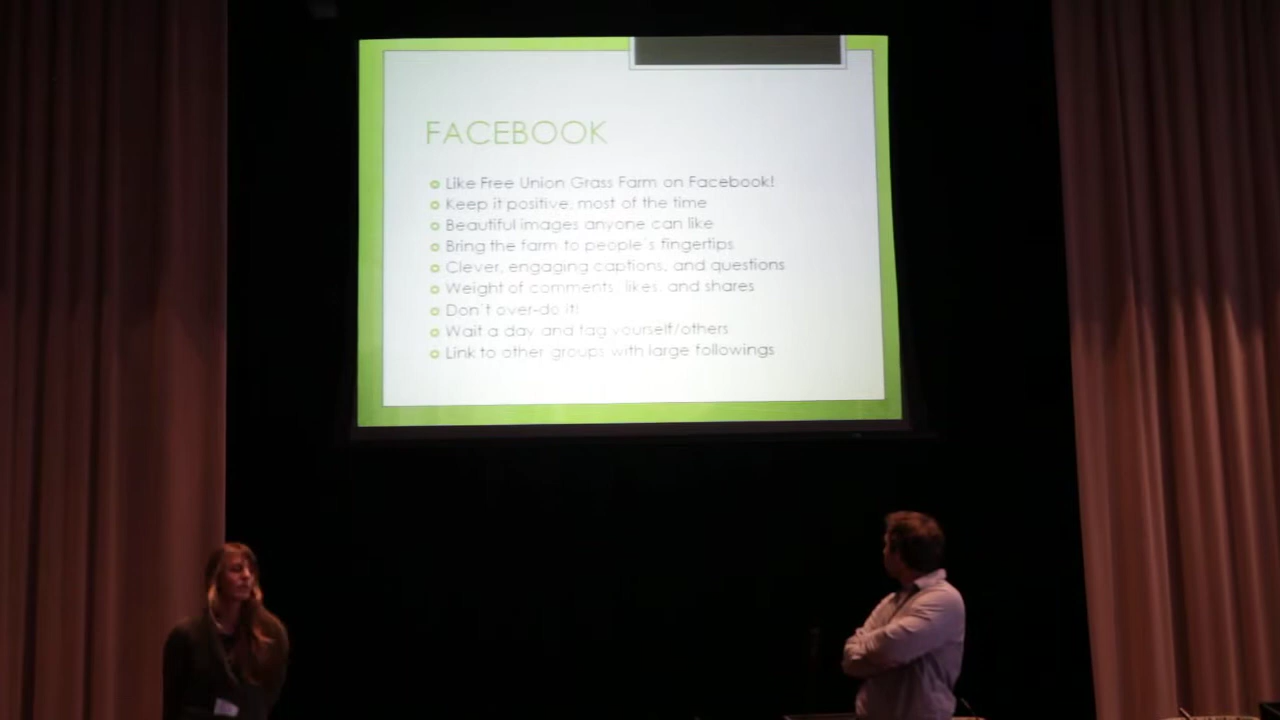 FACEBOOK
Like Free Union Grass Farm on Facebook!
Keep it positive, most of the time
Beautiful images anyone can like
Bring the farm to people's fingertips
Clever, engaging captions, and questions
Weight of comments, likes, and shares
Don't over-do it!
Wait a day and tag yourself/others
Link to other groups with large followings